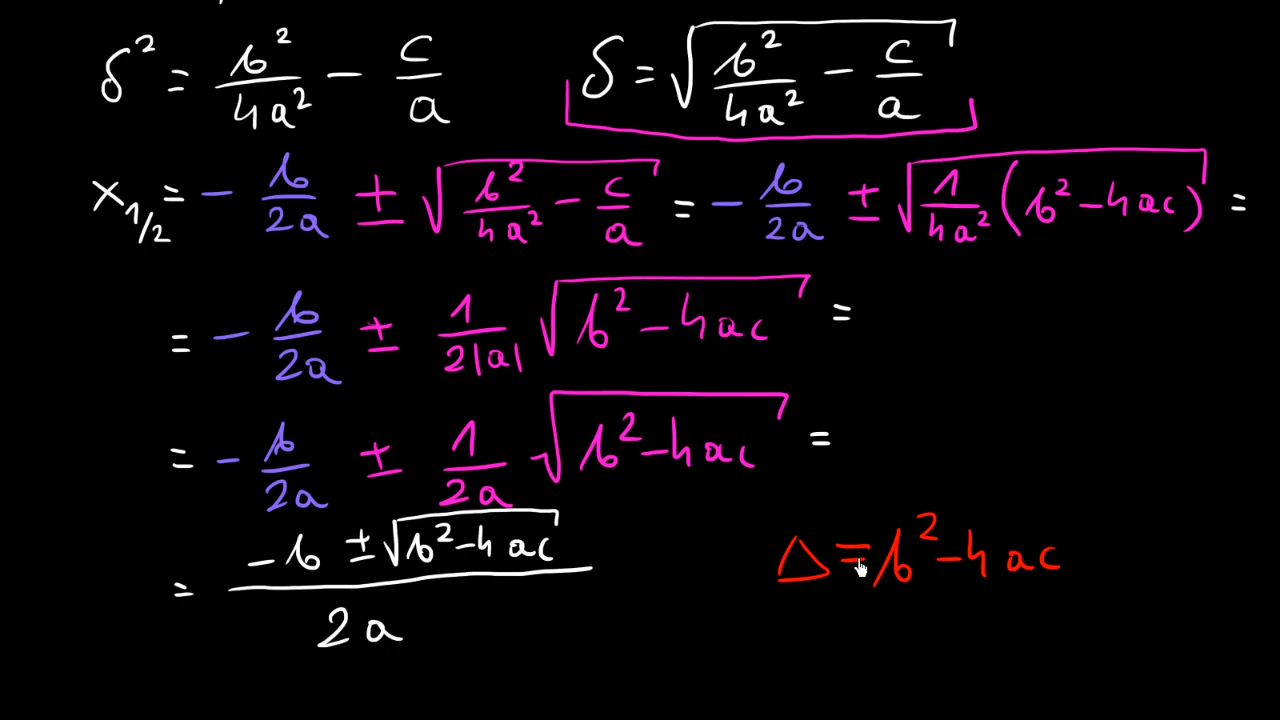 δ² = b²/4a² − c/a   δ = √(b²/4a² − c/a)
x₁/₂ = − b/2a ± √(b²/4a² − c/a) = − b/2a ± √(1/4a² (b² − 4ac)) =
= − b/2a ± 1/2|a| √(b² − 4ac) =
= − b/2a ± 1/2a √(b² − 4ac) =
= (−b ± √(b² − 4ac))/2a   Δ = b² − 4ac